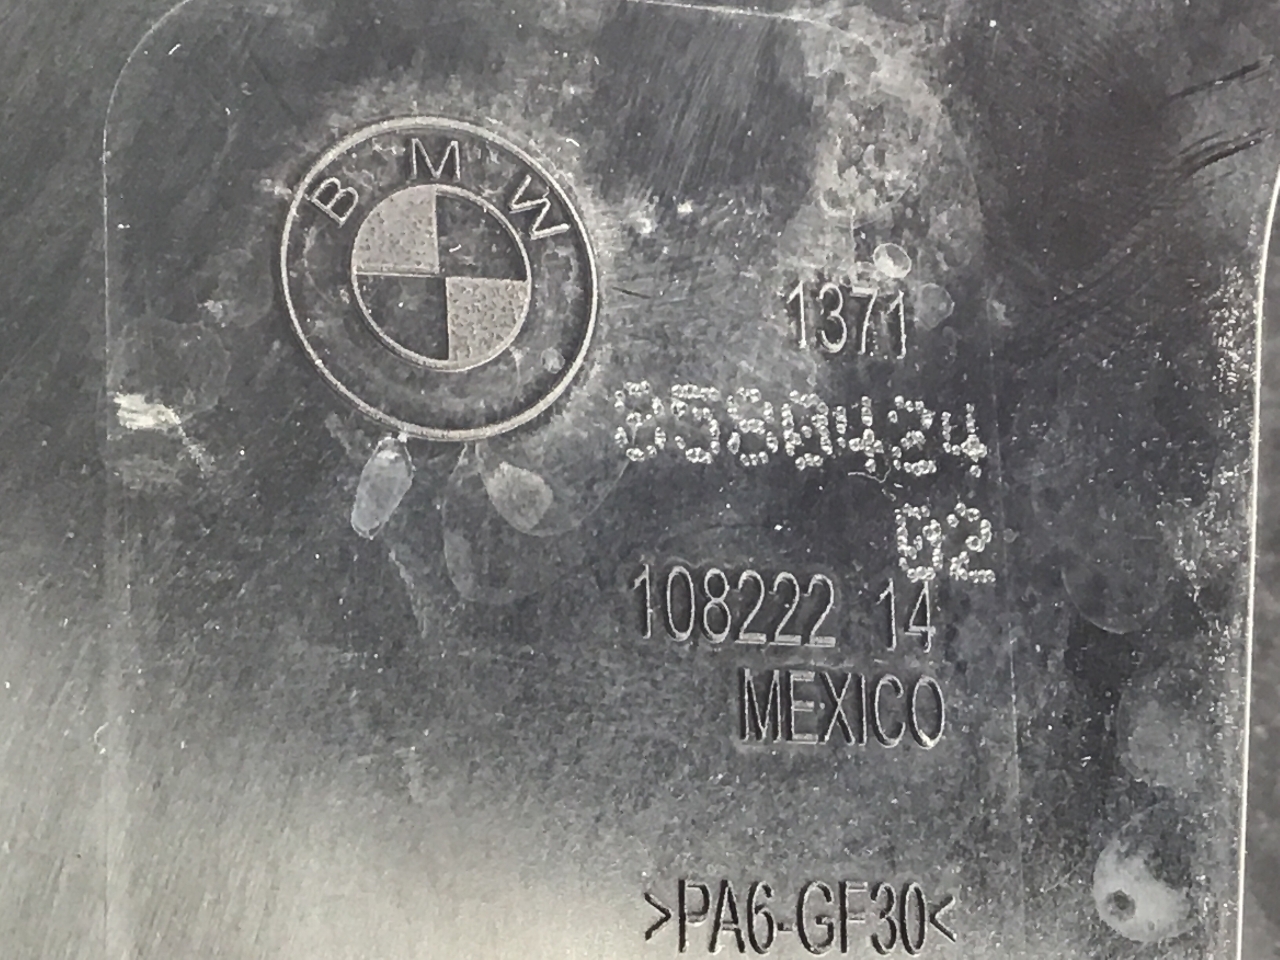 BMW
1371
8580424
02
108222 14
MEXICO
>PA6-GF30<